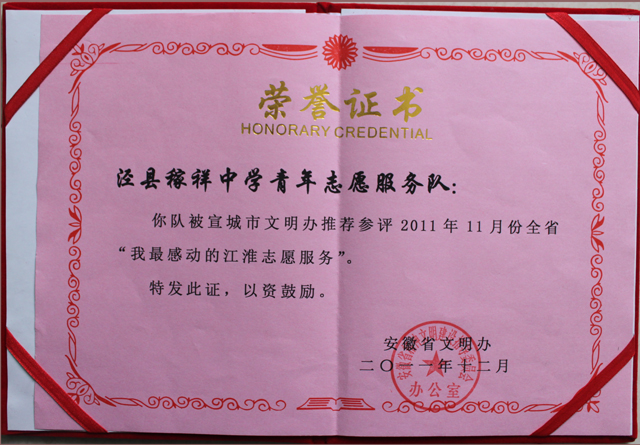 荣誉证书
HONORARY CREDENTIAL
泾县稼祥中学青年志愿服务队：
你队被宣城市文明办推荐参评2011年11月份全省
“我最感动的江淮志愿服务”。
特发此证，以资鼓励。
安徽省文明办
二〇一一年十二月
办公室